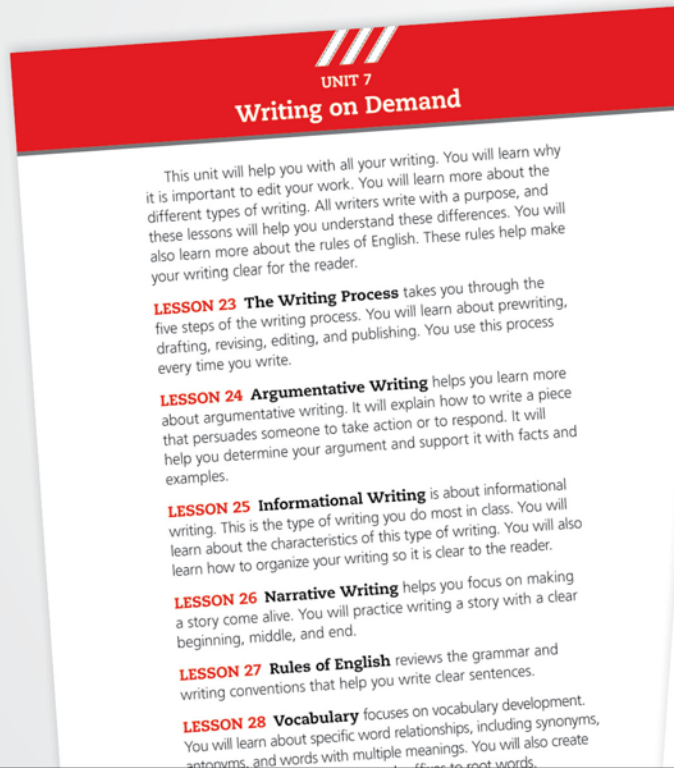 UNIT 7
Writing on Demand
This unit will help you with all your writing. You will learn why
it is important to edit your work. You will learn more about the
different types of writing. All writers write with a purpose, and
these lessons will help you understand these differences. You will
also learn more about the rules of English. These rules help make
your writing clear for the reader.
LESSON 23 The Writing Process takes you through the
five steps of the writing process. You will learn about prewriting,
drafting, revising, editing, and publishing. You use this process
every time you write.
LESSON 24 Argumentative Writing helps you learn more
about argumentative writing. It will explain how to write a piece
that persuades someone to take action or to respond. It will
help you determine your argument and support it with facts and
examples.
LESSON 25 Informational Writing is about informational
writing. This is the type of writing you do most in class. You will
learn about the characteristics of this type of writing. You will also
learn how to organize your writing so it is clear to the reader.
LESSON 26 Narrative Writing helps you focus on making
a story come alive. You will practice writing a story with a clear
beginning, middle, and end.
LESSON 27 Rules of English reviews the grammar and
writing conventions that help you write clear sentences.
LESSON 28 Vocabulary focuses on vocabulary development.
You will learn about specific word relationships, including synonyms,
antonyms, and words with multiple meanings. You will also create
to root words.